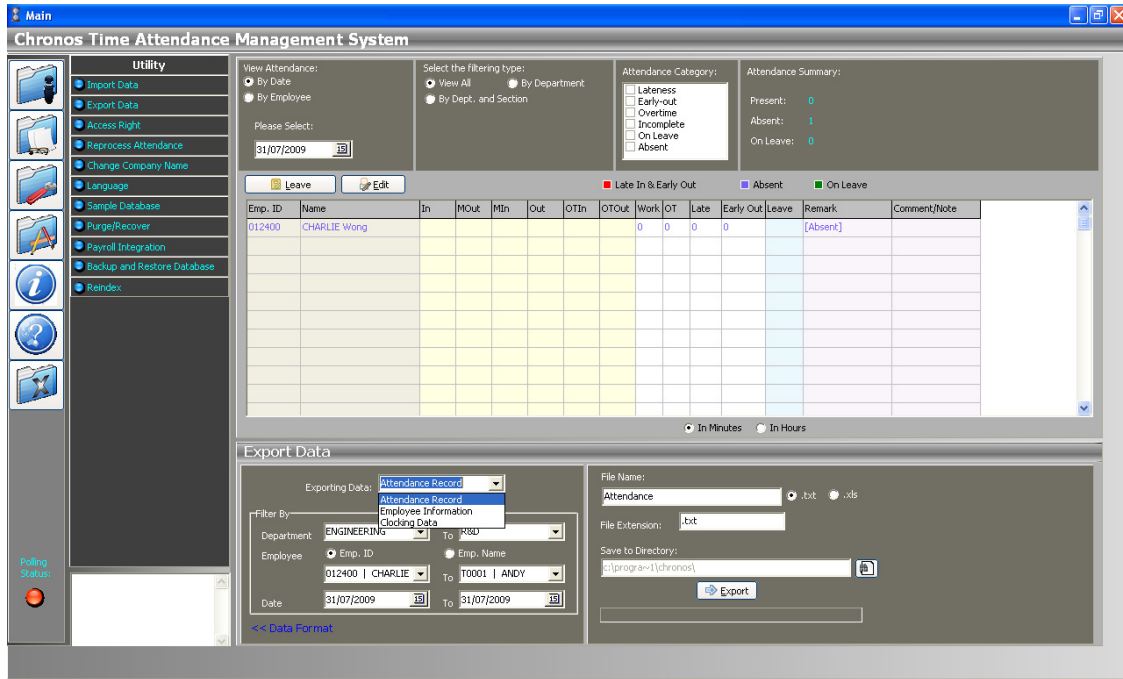 Main
Chronos Time Attendance Management System
Utility
Import Data
Export Data
Access Right
Reprocess Attendance
Change Company Name
Language
Sample Database
Purge/Recover
Payroll Integration
Backup and Restore Database
Reindex
Polling
Status:
View Attendance:
By Date
By Employee
Please Select:
31/07/2009
15
Select the filtering type:
View All By Department
By Dept. and Section
Attendance Category:
Lateness
Early-out
Overtime
Incomplete
On Leave
Absent
Attendance Summary:
Present: 0
Absent: 1
On Leave: 0
Leave Edit
Late In & Early Out Absent On Leave
Emp. ID Name In MOut MIn Out OTIn OTOut Work OT Late Early Out Leave Remark Comment/Note
012400 CHARLIE Wong 0 0 0 0 [Absent]
In Minutes In Hours
Export Data
Exporting Data: Attendance Record
Attendance Record
Employee Information
Clocking Data
Filter By
Department ENGINEERING To R&D
Employee Emp. ID Emp. Name
012400 | CHARLIE To T0001 | ANDY
Date 31/07/2009 15 To 31/07/2009 15
<< Data Format
File Name:
Attendance .txt .xls
File Extension: .txt
Save to Directory:
c:\progra~1\chronos\
Export